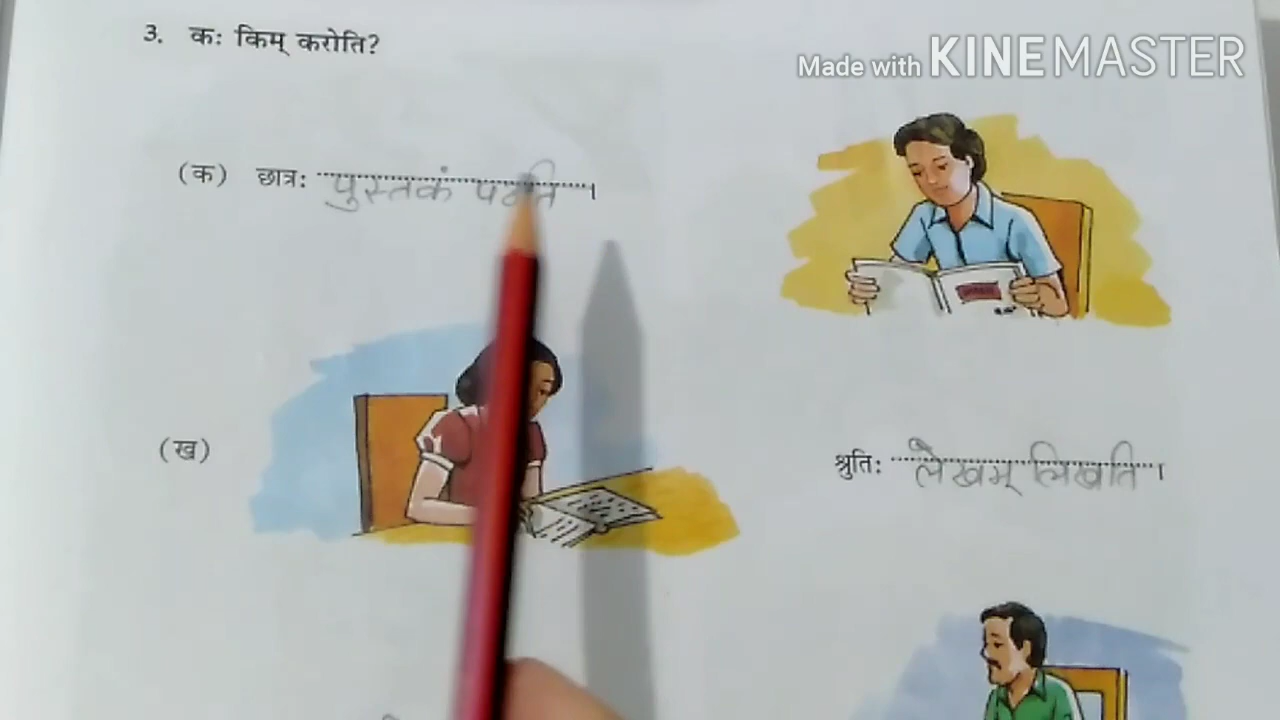 3. कः किम् करोति?
Made with KINEMASTER
(क) छात्रः पुस्तकं पठति ।
(ख)
श्रुतिः लेखम् लिखति ।